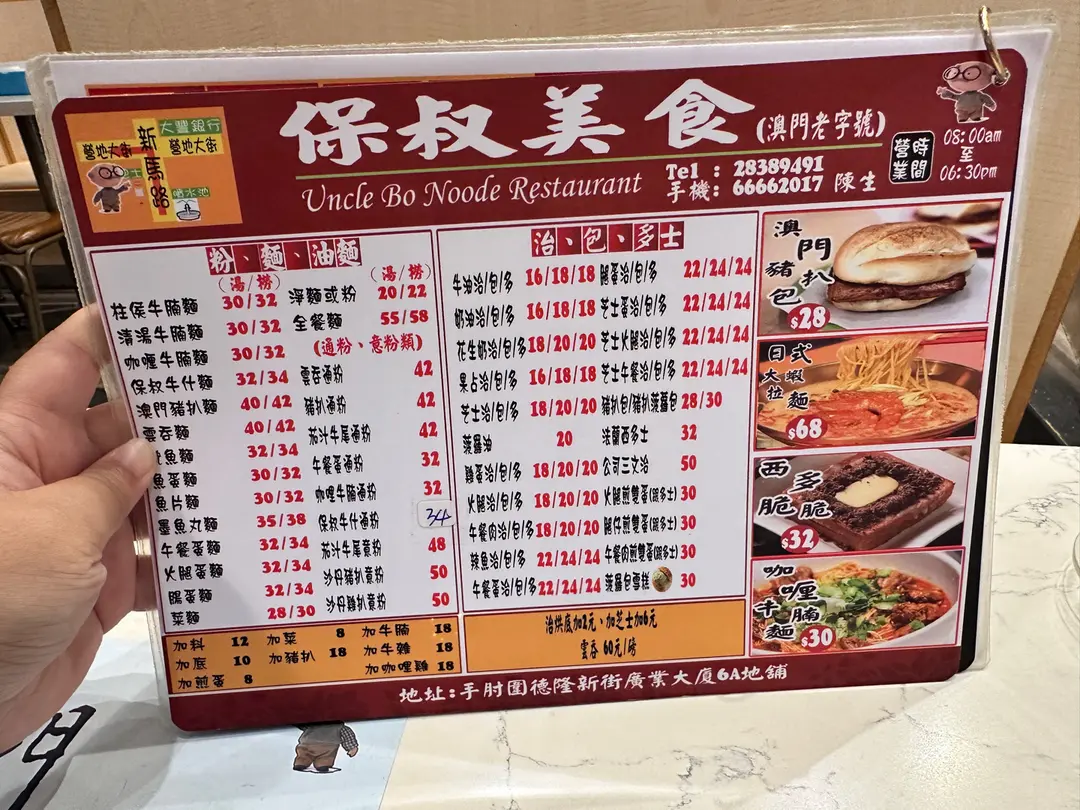 新馬路
大豐銀行
營地大街
營地大街
噴水池
保叔美食(澳門老字號)
Uncle Bo Noode Restaurant
Tel : 28389491
手機: 66662017 陳生
營業時間
08:00am
至
06:30pm
粉、麵、油麵
(湯/撈)
柱侯牛腩麵 30/32
清湯牛腩麵 30/32
咖喱牛腩麵 30/32
保叔牛什麵 32/34
澳門豬扒麵 40/42
雲吞麵 40/42
魚麵 32/34
魚蛋麵 30/32
魚片麵 30/32
墨魚丸麵 35/38
午餐蛋麵 32/34
火腿蛋麵 32/34
腸蛋麵 32/34
菜麵 28/30
(湯/撈)
淨麵或粉 20/22
全餐麵 55/58
(通粉、意粉類)
雲吞通粉 42
豬扒通粉 42
茄汁牛尾通粉 42
午餐蛋通粉 32
咖喱牛腩通粉 32
保叔牛什通粉 34
茄汁牛尾意粉 48
沙丹豬扒意粉 50
沙丹雞扒意粉 50
加料 12 加菜 8 加牛腩 18
加底 10 加豬扒 18 加牛雜 18
加煎蛋 8 加咖喱雞 18
治、包、多士
牛油治/包/多 16/18/18 腿蛋治/包/多 22/24/24
奶油治/包/多 16/18/18 芝士蛋治/包/多 22/24/24
花生奶治/包/多 18/20/20 芝士火腿治/包/多 22/24/24
果占治/包/多 16/18/18 芝士午餐治/包/多 22/24/24
芝士治/包/多 18/20/20 豬扒包/豬扒菠蘿包 28/30
菠蘿油 20 法蘭西多士 32
雞蛋治/包/多 18/20/20 公司三文治 50
火腿治/包/多 18/20/20 火腿煎雙蛋(跟多士) 30
午餐肉治/包/多 18/20/20 腸仔煎雙蛋(跟多士) 30
辣魚治/包/多 22/24/24 午餐肉煎雙蛋(跟多士) 30
午餐蛋治/包/多 22/24/24 菠蘿包雪糕 30
治烘底加2元、加芝士加6元
雲吞 60元/磅
澳門豬扒包
$28
日式大蝦拉麵
$68
西多脆脆
$32
咖喱牛腩麵
$30
地址:手肘圍德隆新街廣業大廈6A地舖